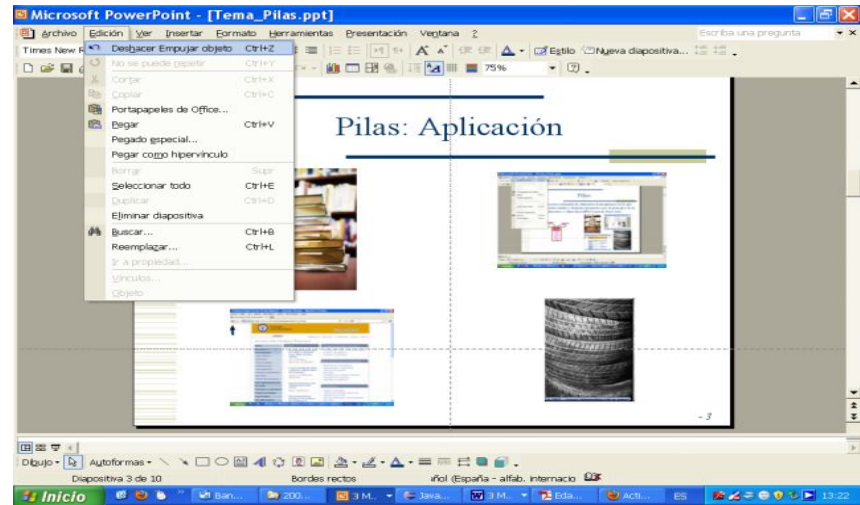 Microsoft PowerPoint - [Tema_Pilas.ppt]
Archivo Edición Ver Insertar Formato Herramientas Presentación Ventana ? Escriba una pregunta
Times New R Estilo Nueva diapositiva...
75%
Deshacer Empujar objeto Ctrl+Z
No se puede repetir Ctrl+Y
Cortar Ctrl+X
Copiar Ctrl+C
Portapapeles de Office...
Pegar Ctrl+V
Pegado especial...
Pegar como hipervínculo
Borrar Supr
Seleccionar todo Ctrl+E
Duplicar Ctrl+D
Eliminar diapositiva
Buscar... Ctrl+B
Reemplazar... Ctrl+L
Ir a propiedad...
Vínculos...
Objeto
Pilas: Aplicación
- 3
Dibujo Autoformas
Diapositiva 3 de 10 Bordes rectos añol (España - alfab. internacio
Inicio Ban... 200... 3 M... Java... 3 M... Eda... Acti... ES 13:22